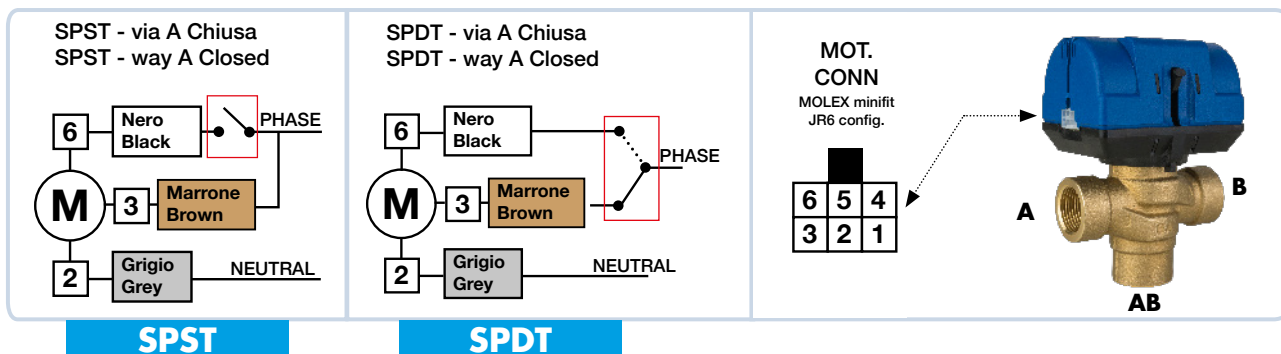 SPST - via A Chiusa
SPST - way A Closed
6
Nero
Black
PHASE
M
3
Marrone
Brown
2
Grigio
Grey
NEUTRAL
SPST
SPDT - via A Chiusa
SPDT - way A Closed
6
Nero
Black
PHASE
M
3
Marrone
Brown
2
Grigio
Grey
NEUTRAL
SPDT
MOT.
CONN
MOLEX minifit
JR6 config.
6 5 4
3 2 1
A
B
AB